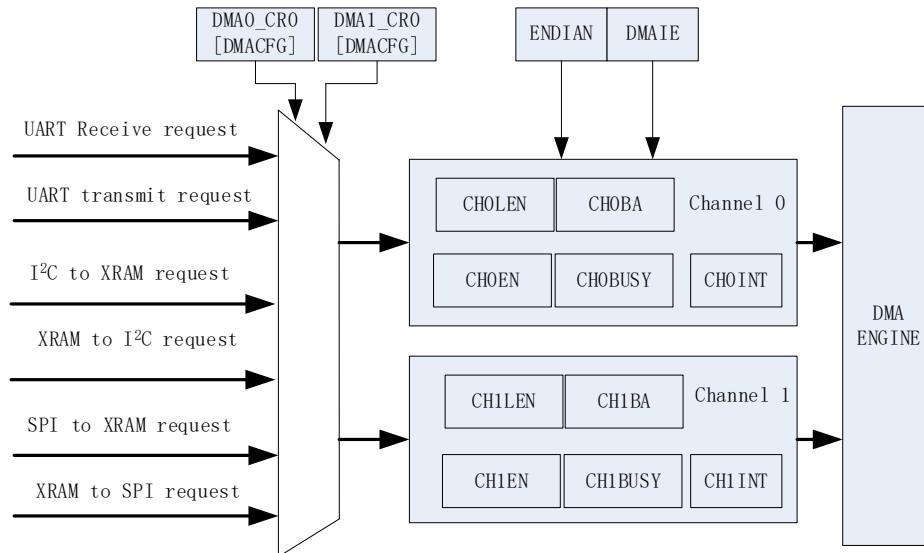 DMA0_CR0 [DMACFG]
DMA1_CR0 [DMACFG]
ENDIAN
DMAIE
UART Receive request
UART transmit request
I²C to XRAM request
XRAM to I²C request
SPI to XRAM request
XRAM to SPI request
CH0LEN
CH0BA
Channel 0
CH0EN
CH0BUSY
CH0INT
CH1LEN
CH1BA
Channel 1
CH1EN
CH1BUSY
CH1INT
DMA
ENGINE